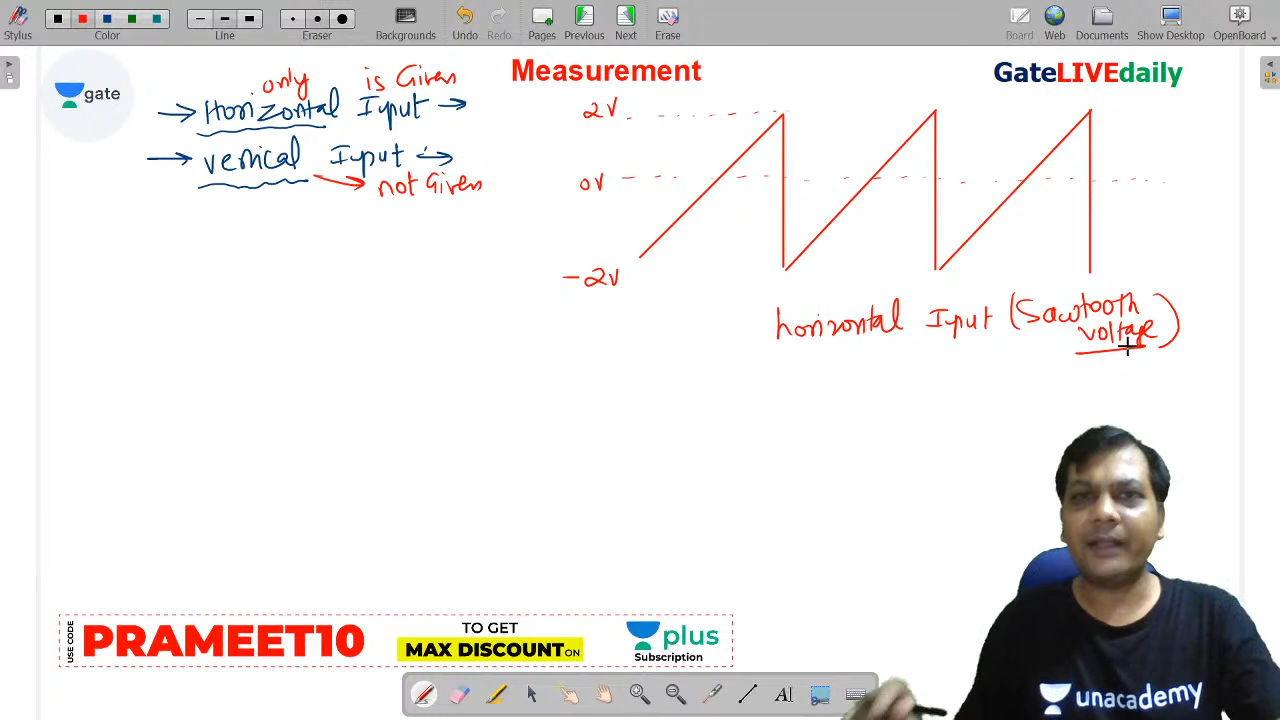 Stylus
Color
Line
Eraser
Backgrounds
Undo
Redo
Pages
Previous
Next
Erase
Board
Web
Documents
Show Desktop
OpenBoard
gate
Measurement
GateLIVEdaily
only is Given
→ Horizontal Input →
→ vertical Input →
not Given
2V
0V
-2V
horizontal Input (Sawtooth
voltage)
USE CODE
PRAMEET10
TO GET
MAX DISCOUNT ON
plus
Subscription
unacademy